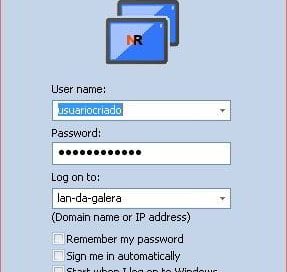 NR
User name:
usuariocriado
Password:
••••••••••••
Log on to:
lan-da-galera
(Domain name or IP address)
Remember my password
Sign me in automatically
Start when I log on to Windows